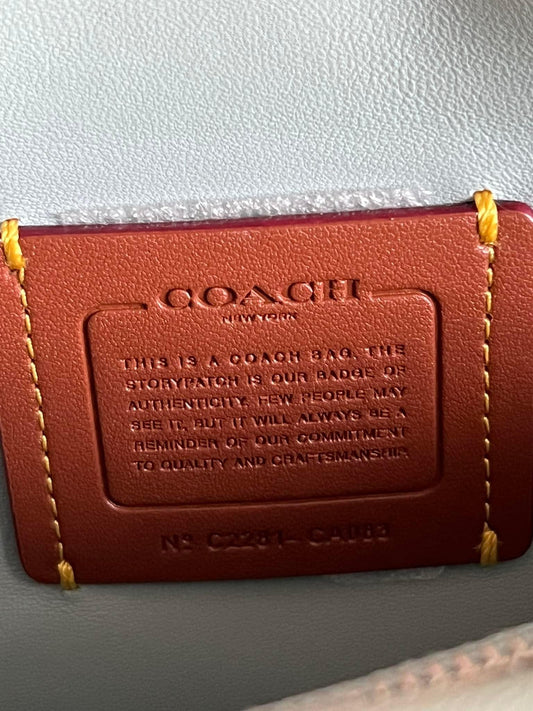 COACH
NEW YORK
THIS IS A COACH BAG. THE
STORYPATCH IS OUR BADGE OF
AUTHENTICITY. FEW PEOPLE MAY
SEE IT, BUT IT WILL ALWAYS BE A
REMINDER OF OUR COMMITMENT
TO QUALITY AND CRAFTSMANSHIP.
Nº